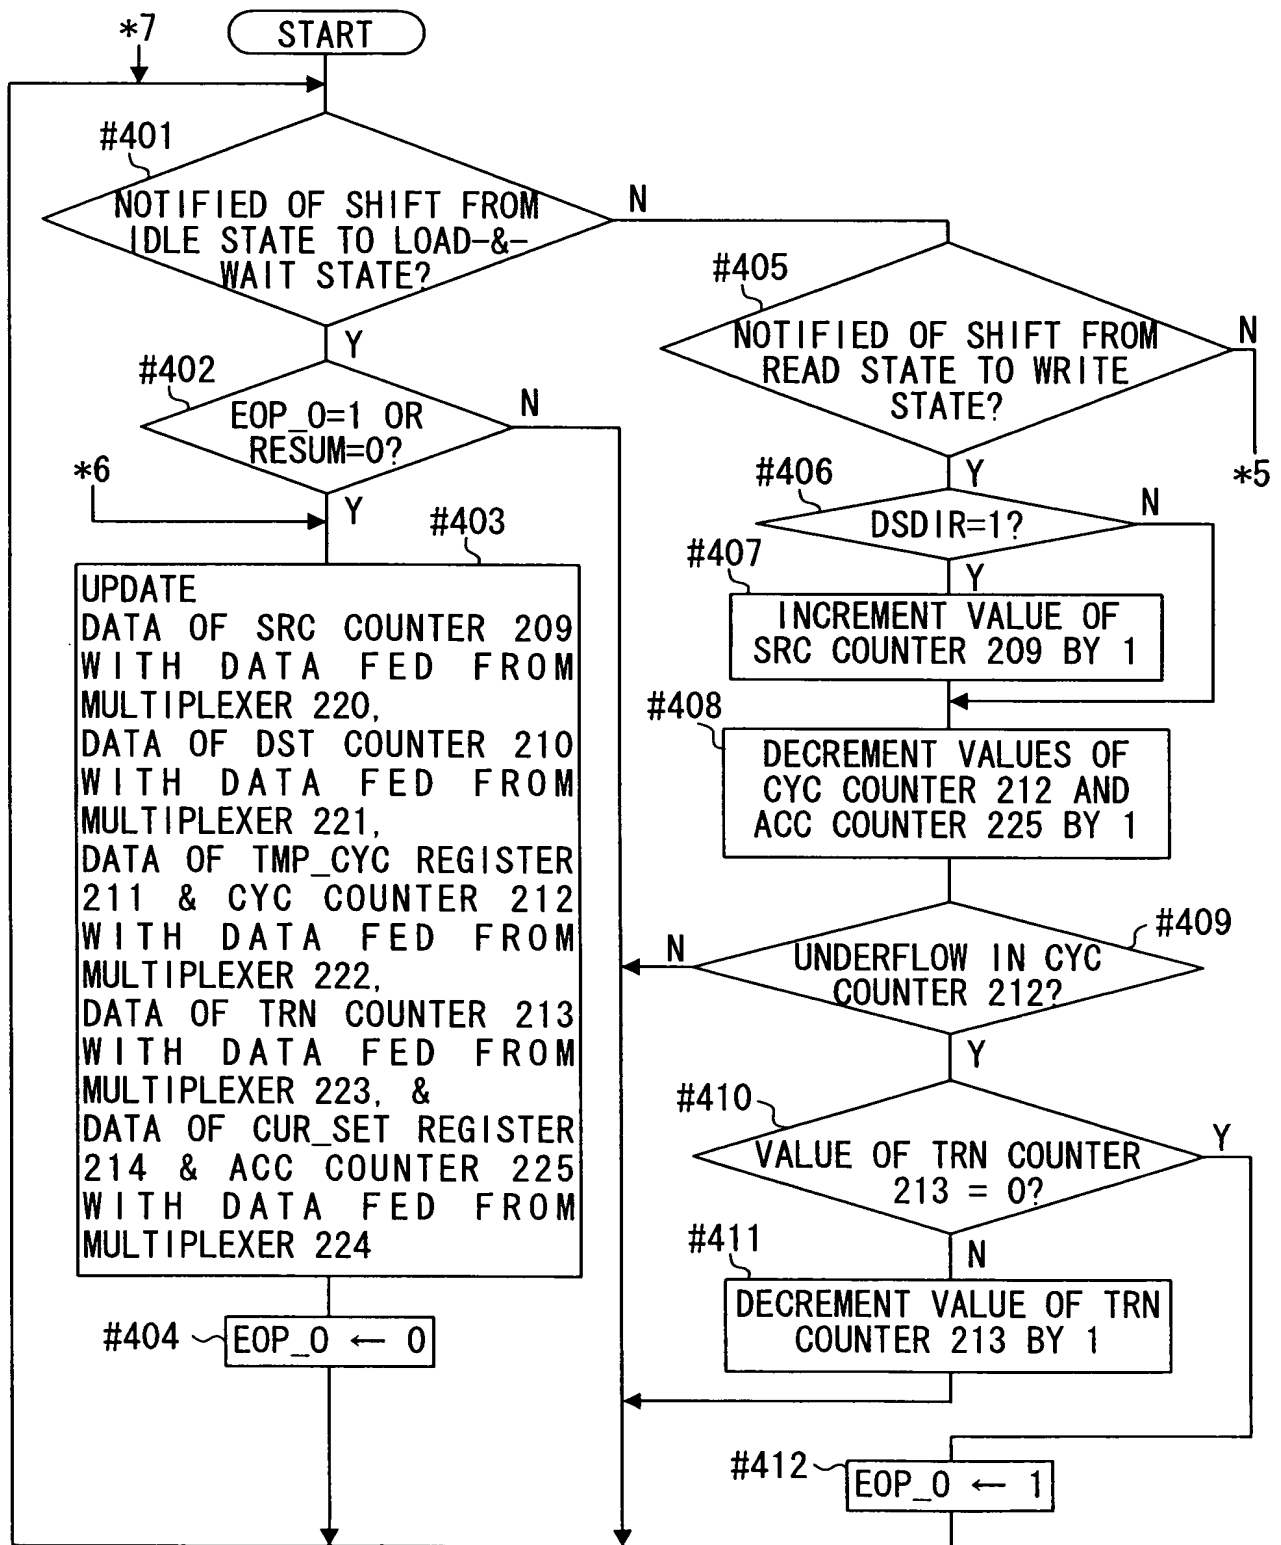 *7
START
#401
NOTIFIED OF SHIFT FROM
IDLE STATE TO LOAD-&-
WAIT STATE?
N
Y
#402
EOP_0=1 OR
RESUM=0?
N
*6
Y
#403
UPDATE
DATA OF SRC COUNTER 209
WITH DATA FED FROM
MULTIPLEXER 220,
DATA OF DST COUNTER 210
WITH DATA FED FROM
MULTIPLEXER 221,
DATA OF TMP_CYC REGISTER
211 & CYC COUNTER 212
WITH DATA FED FROM
MULTIPLEXER 222,
DATA OF TRN COUNTER 213
WITH DATA FED FROM
MULTIPLEXER 223, &
DATA OF CUR_SET REGISTER
214 & ACC COUNTER 225
WITH DATA FED FROM
MULTIPLEXER 224
#404
EOP_0 ← 0
#405
NOTIFIED OF SHIFT FROM
READ STATE TO WRITE
STATE?
N
*5
Y
#406
DSDIR=1?
N
Y
#407
INCREMENT VALUE OF
SRC COUNTER 209 BY 1
#408
DECREMENT VALUES OF
CYC COUNTER 212 AND
ACC COUNTER 225 BY 1
#409
UNDERFLOW IN CYC
COUNTER 212?
N
Y
#410
VALUE OF TRN COUNTER
213 = 0?
Y
N
#411
DECREMENT VALUE OF TRN
COUNTER 213 BY 1
#412
EOP_0 ← 1